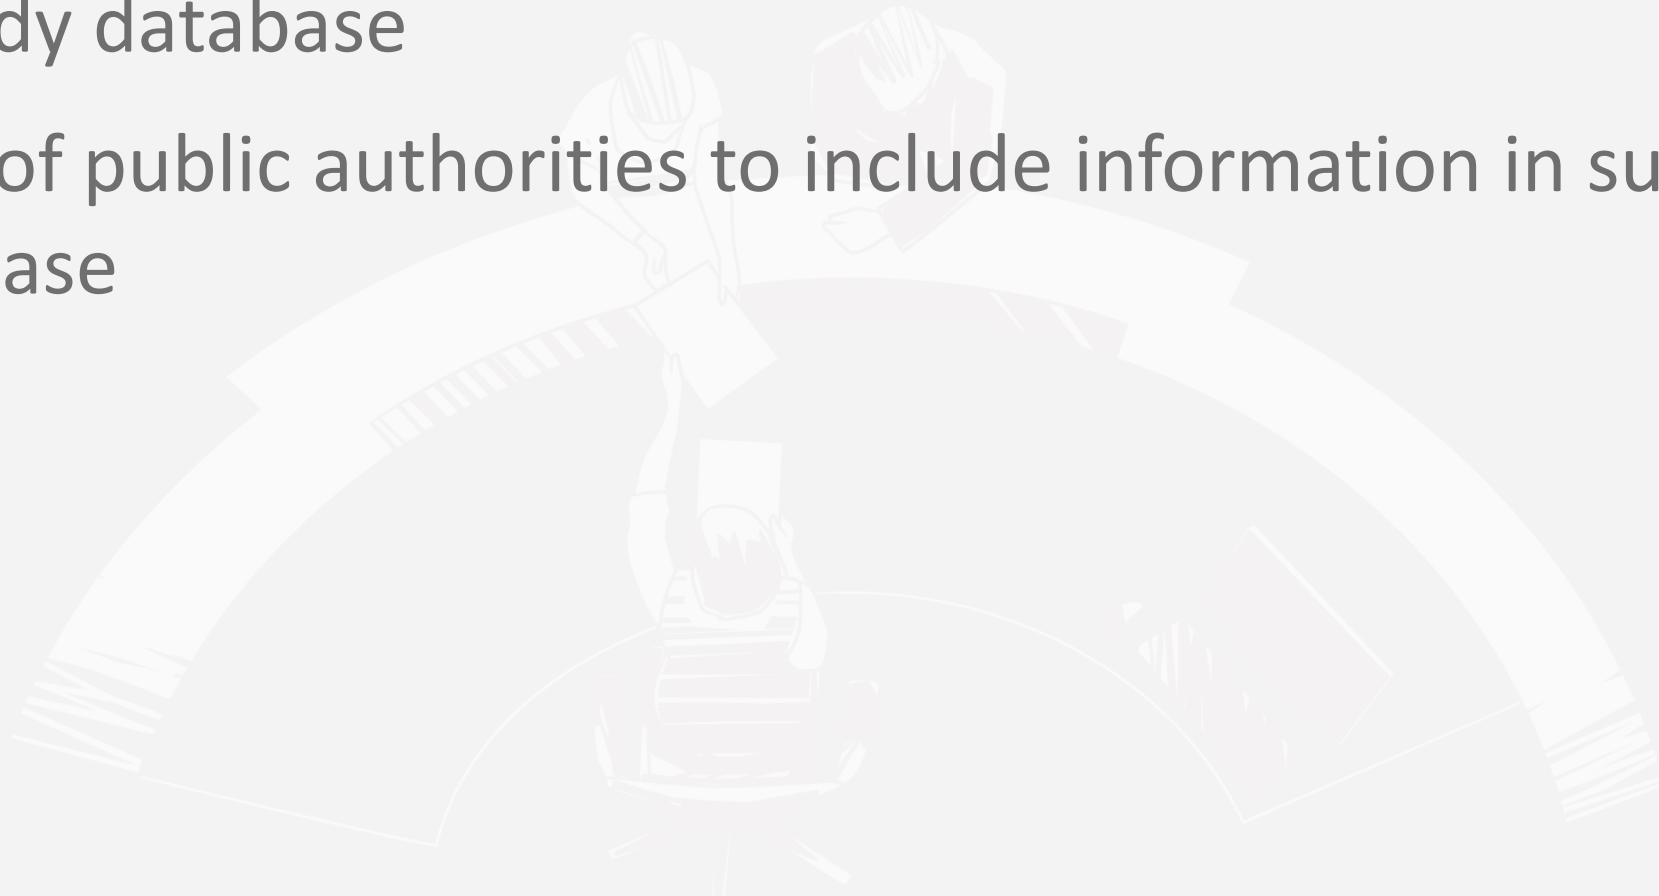 dy database
of public authorities to include information in su
ase